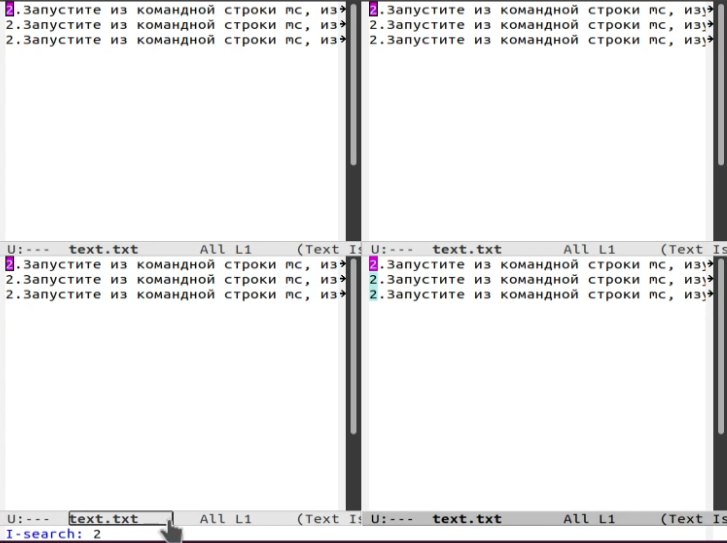 2.Запустите из командной строки mc, из
2.Запустите из командной строки mc, из
2.Запустите из командной строки mc, из
U:--- text.txt All L1 (Text Is
2.Запустите из командной строки mc, изу
2.Запустите из командной строки mc, изу
2.Запустите из командной строки mc, изу
U:--- text.txt All L1 (Text Is
2.Запустите из командной строки mc, из
2.Запустите из командной строки mc, из
2.Запустите из командной строки mc, из
U:--- text.txt All L1 (Text Is
2.Запустите из командной строки mc, изу
2.Запустите из командной строки mc, изу
2.Запустите из командной строки mc, изу
U:--- text.txt All L1 (Text Is
I-search: 2